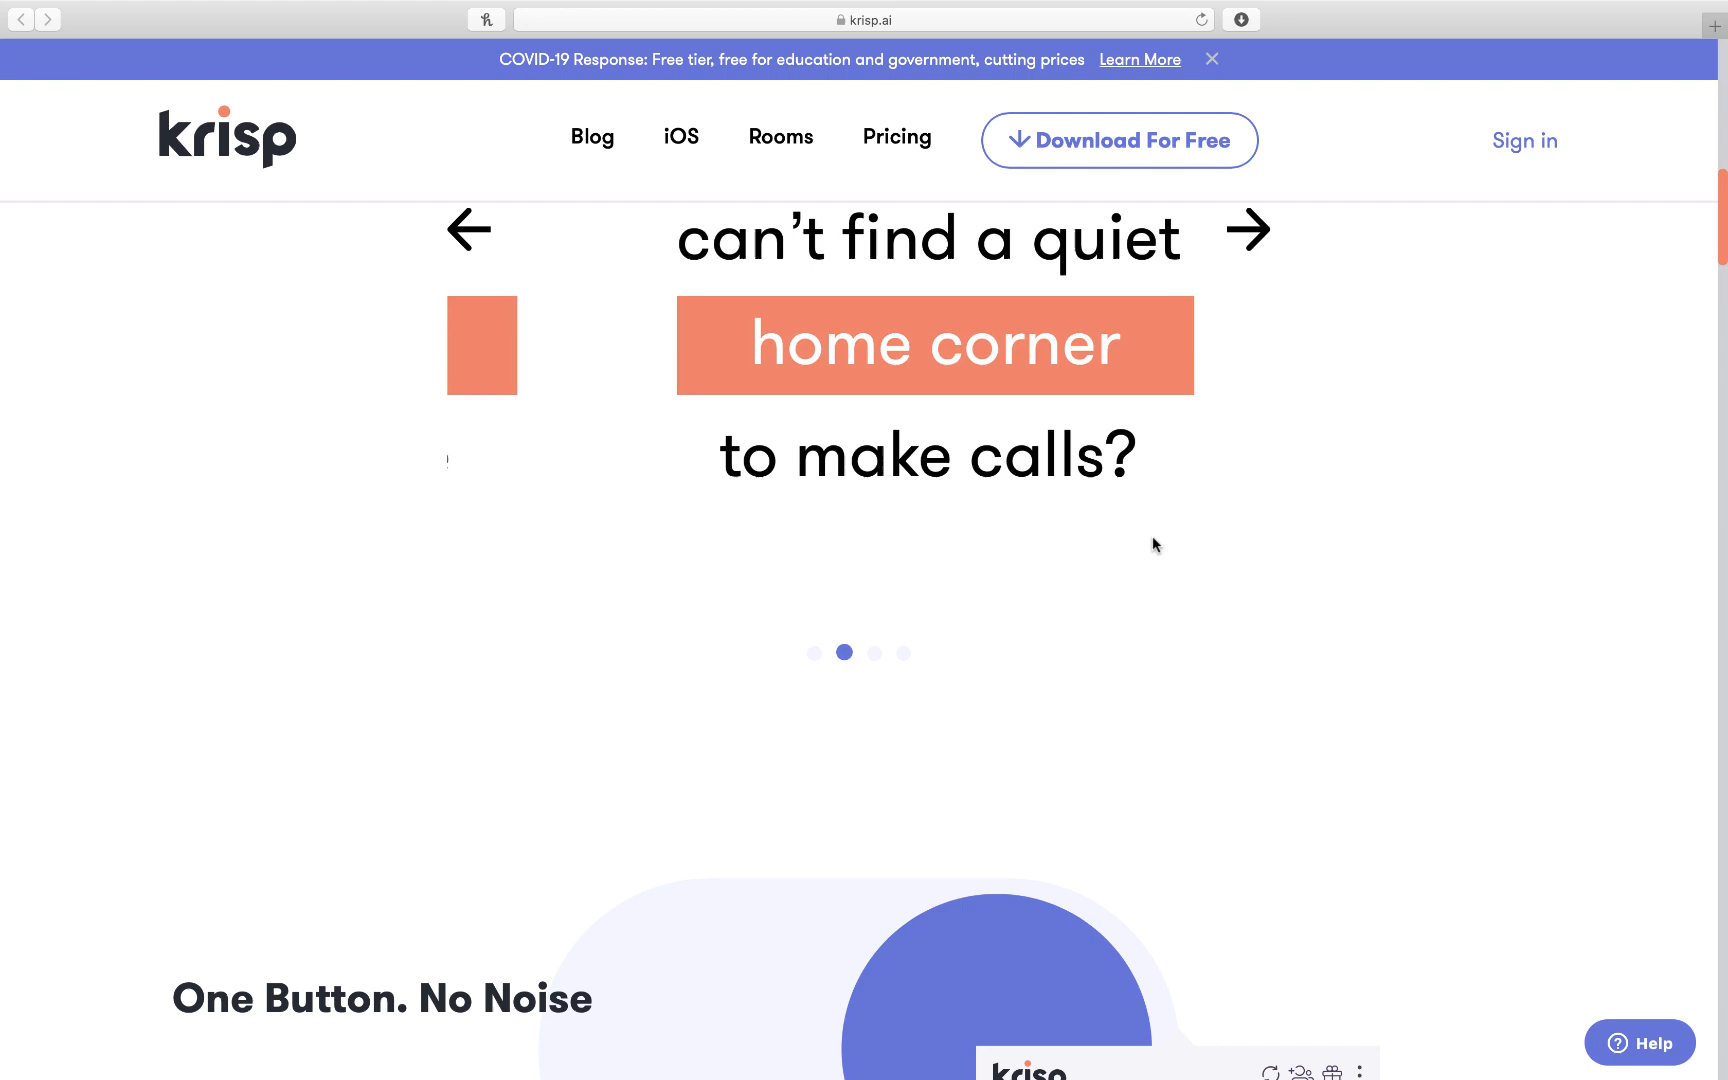 krisp.ai
COVID-19 Response: Free tier, free for education and government, cutting prices Learn More
krisp
Blog iOS Rooms Pricing Download For Free Sign in
can’t find a quiet
home corner
to make calls?
One Button. No Noise
Help
krisp